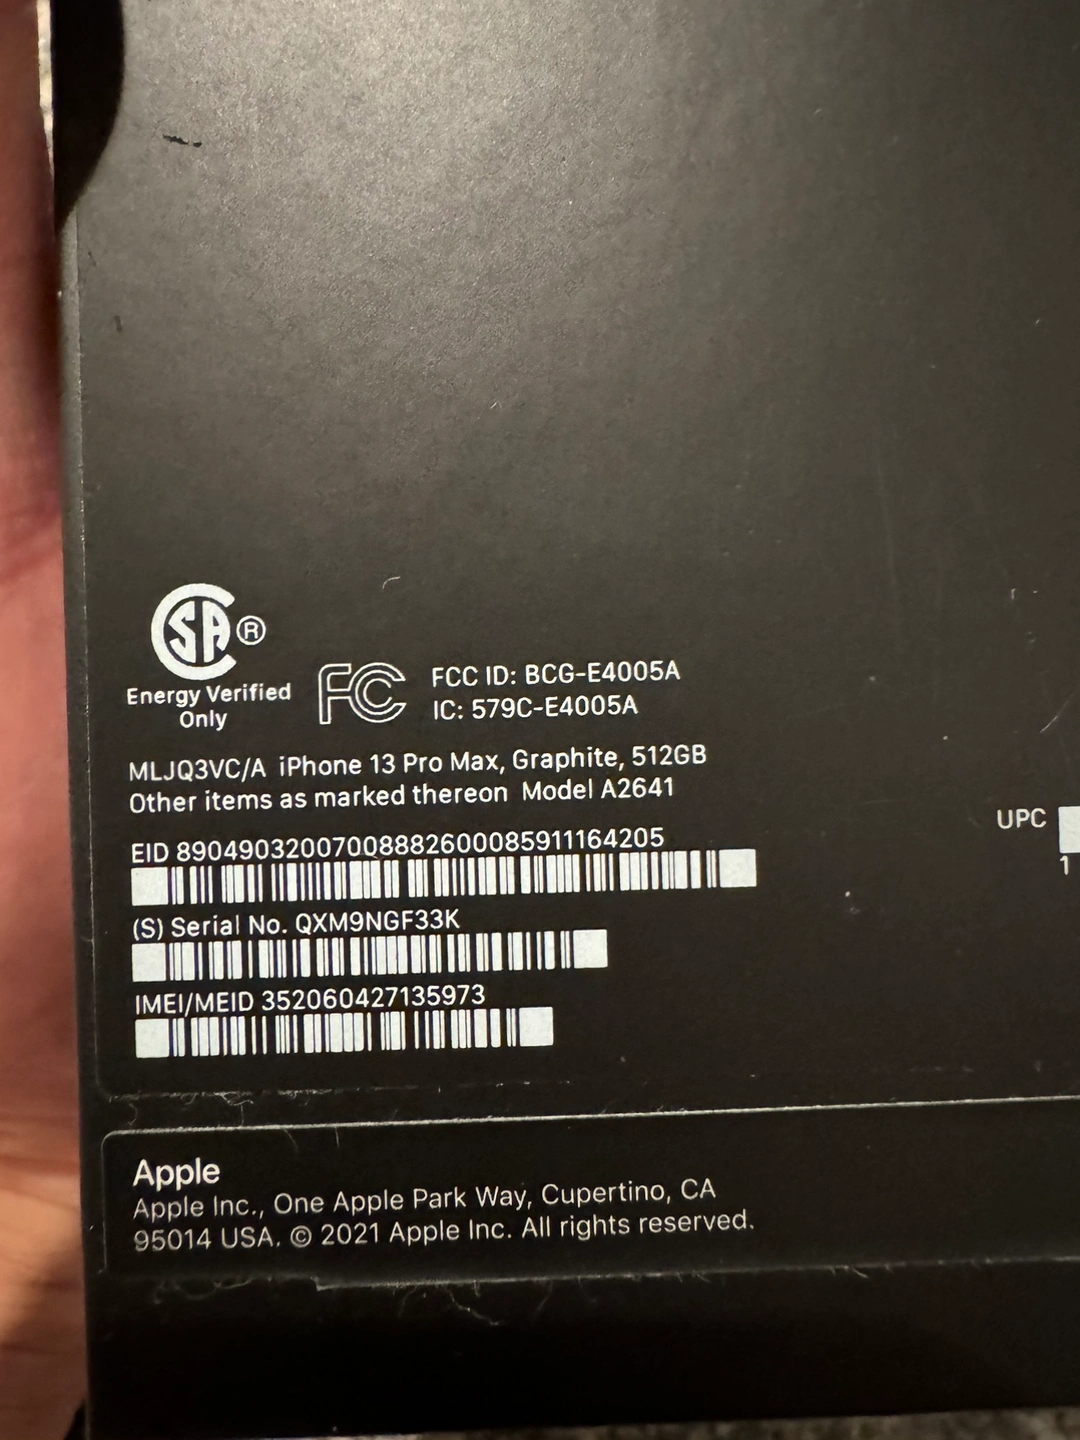 CSA®
Energy Verified
Only
FC
FCC ID: BCG-E4005A
IC: 579C-E4005A
MLJQ3VC/A iPhone 13 Pro Max, Graphite, 512GB
Other items as marked thereon Model A2641
EID 89049032007008882600085911164205
(S) Serial No. QXM9NGF33K
IMEI/MEID 352060427135973
UPC
1
Apple
Apple Inc., One Apple Park Way, Cupertino, CA
95014 USA. © 2021 Apple Inc. All rights reserved.